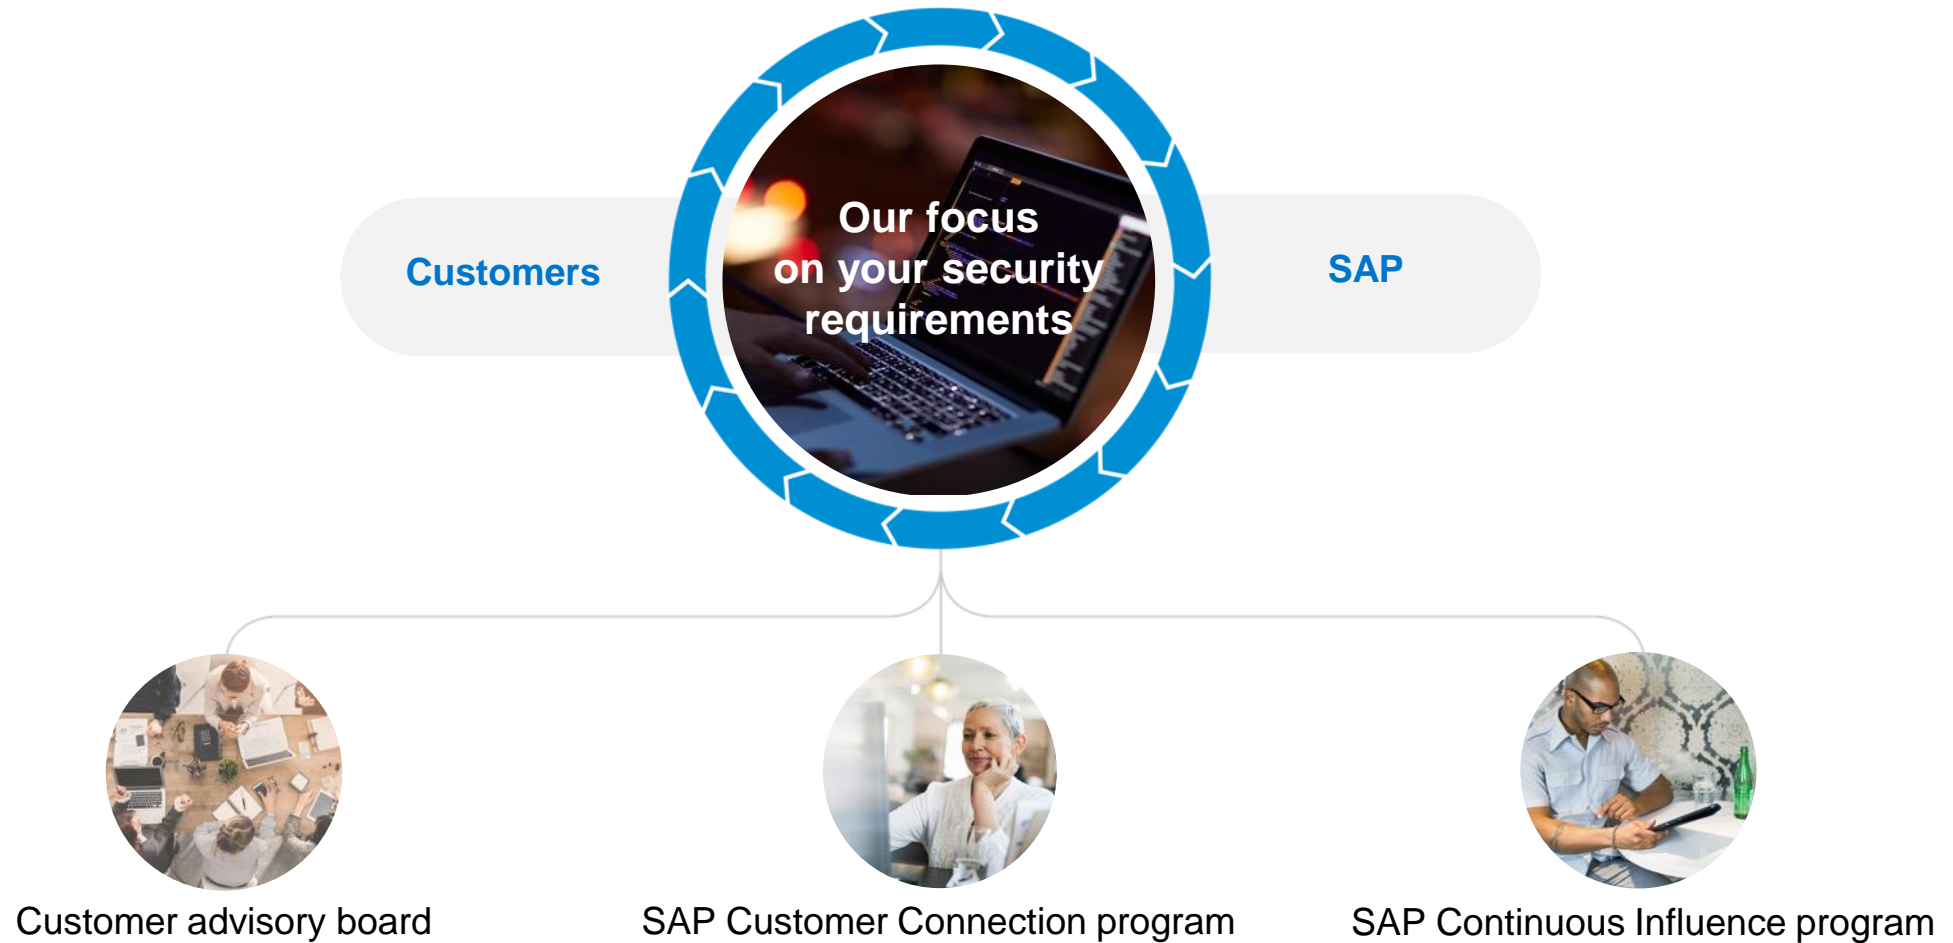 Our focus
on your security
requirements
Customers
SAP
Customer advisory board
SAP Customer Connection program
SAP Continuous Influence program